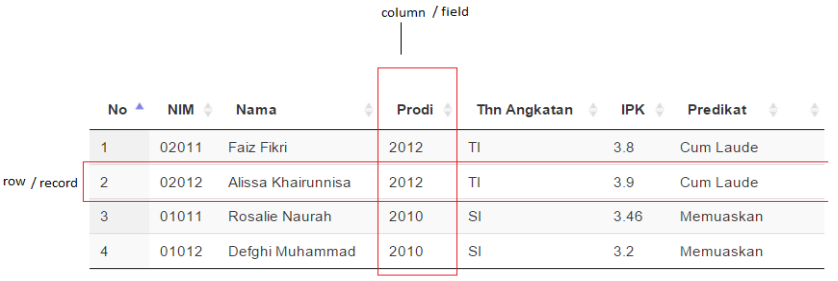 column / field
No NIM Nama Prodi Thn Angkatan IPK Predikat
1 02011 Faiz Fikri 2012 TI 3.8 Cum Laude
row / record 2 02012 Alissa Khairunnisa 2012 TI 3.9 Cum Laude
3 01011 Rosalie Naurah 2010 SI 3.46 Memuaskan
4 01012 Defghi Muhammad 2010 SI 3.2 Memuaskan